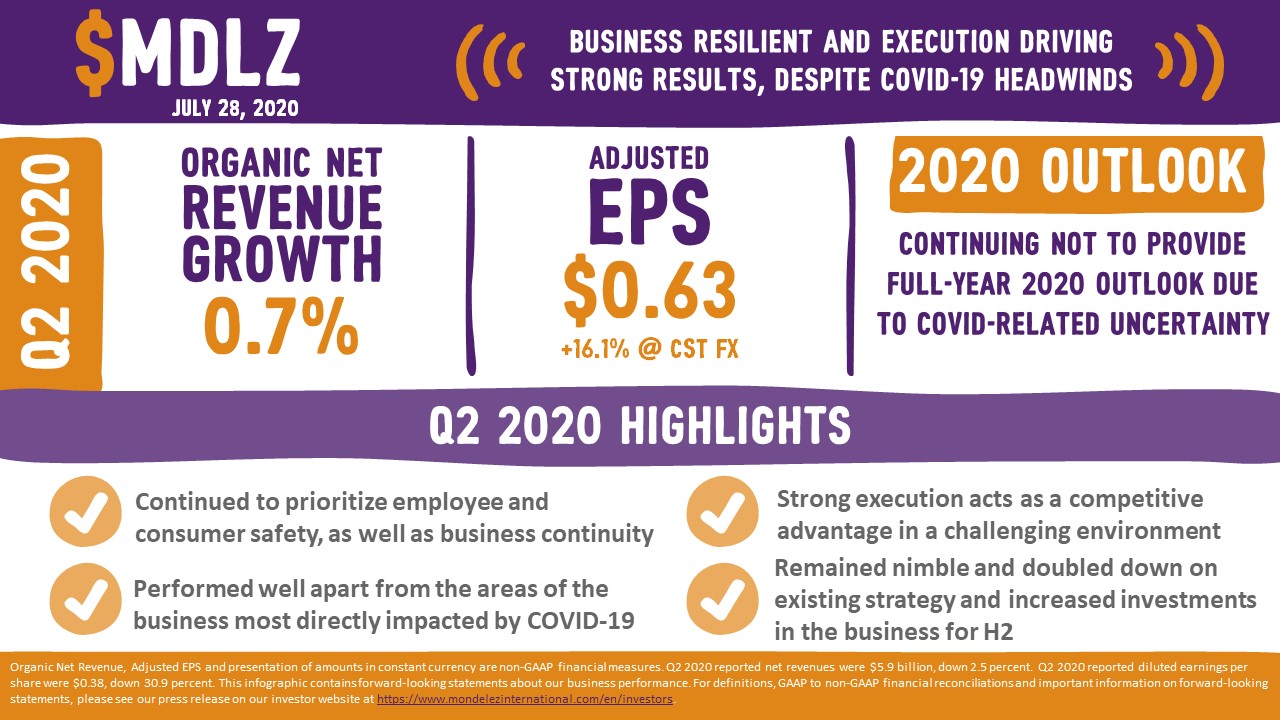 $MDLZ
JULY 28, 2020
BUSINESS RESILIENT AND EXECUTION DRIVING
STRONG RESULTS, DESPITE COVID-19 HEADWINDS
Q2 2020
ORGANIC NET
REVENUE
GROWTH
0.7%
ADJUSTED
EPS
$0.63
+16.1% @ CST FX
2020 OUTLOOK
CONTINUING NOT TO PROVIDE
FULL-YEAR 2020 OUTLOOK DUE
TO COVID-RELATED UNCERTAINTY
Q2 2020 HIGHLIGHTS
Continued to prioritize employee and
consumer safety, as well as business continuity
Performed well apart from the areas of the
business most directly impacted by COVID-19
Strong execution acts as a competitive
advantage in a challenging environment
Remained nimble and doubled down on
existing strategy and increased investments
in the business for H2
Organic Net Revenue, Adjusted EPS and presentation of amounts in constant currency are non-GAAP financial measures. Q2 2020 reported net revenues were $5.9 billion, down 2.5 percent. Q2 2020 reported diluted earnings per
share were $0.38, down 30.9 percent. This infographic contains forward-looking statements about our business performance. For definitions, GAAP to non-GAAP financial reconciliations and important information on forward-looking
statements, please see our press release on our investor website at https://www.mondelezinternational.com/en/investors.